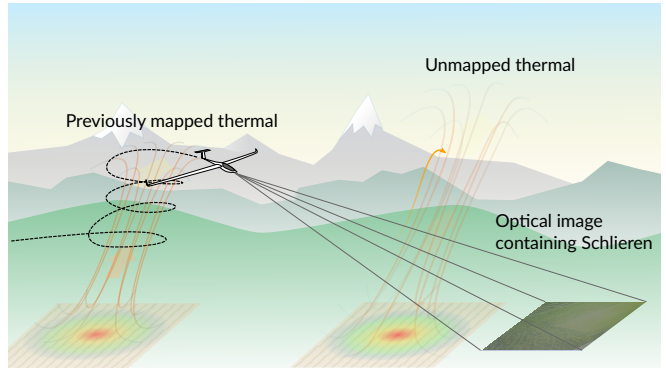 Unmapped thermal
Previously mapped thermal
Optical image
containing Schlieren